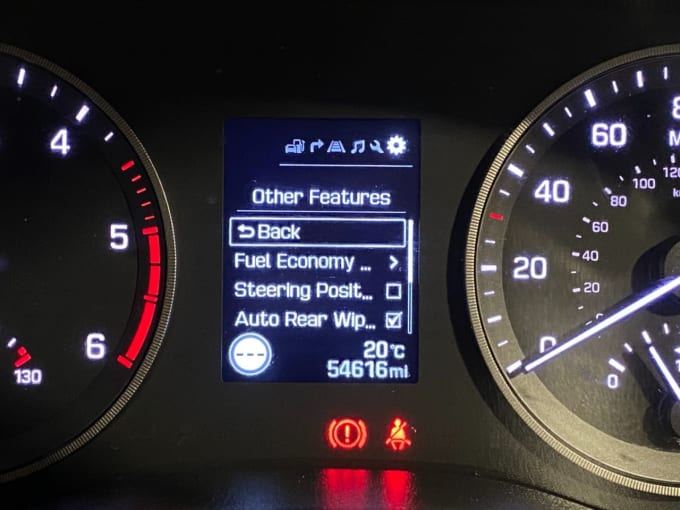 Other Features
Back
Fuel Economy ... >
Steering Posit...
Auto Rear Wip...
---
20°C
54616mi
4
5
6
130
0
20
40
60
8
M
0
20
40
60
80
100
120